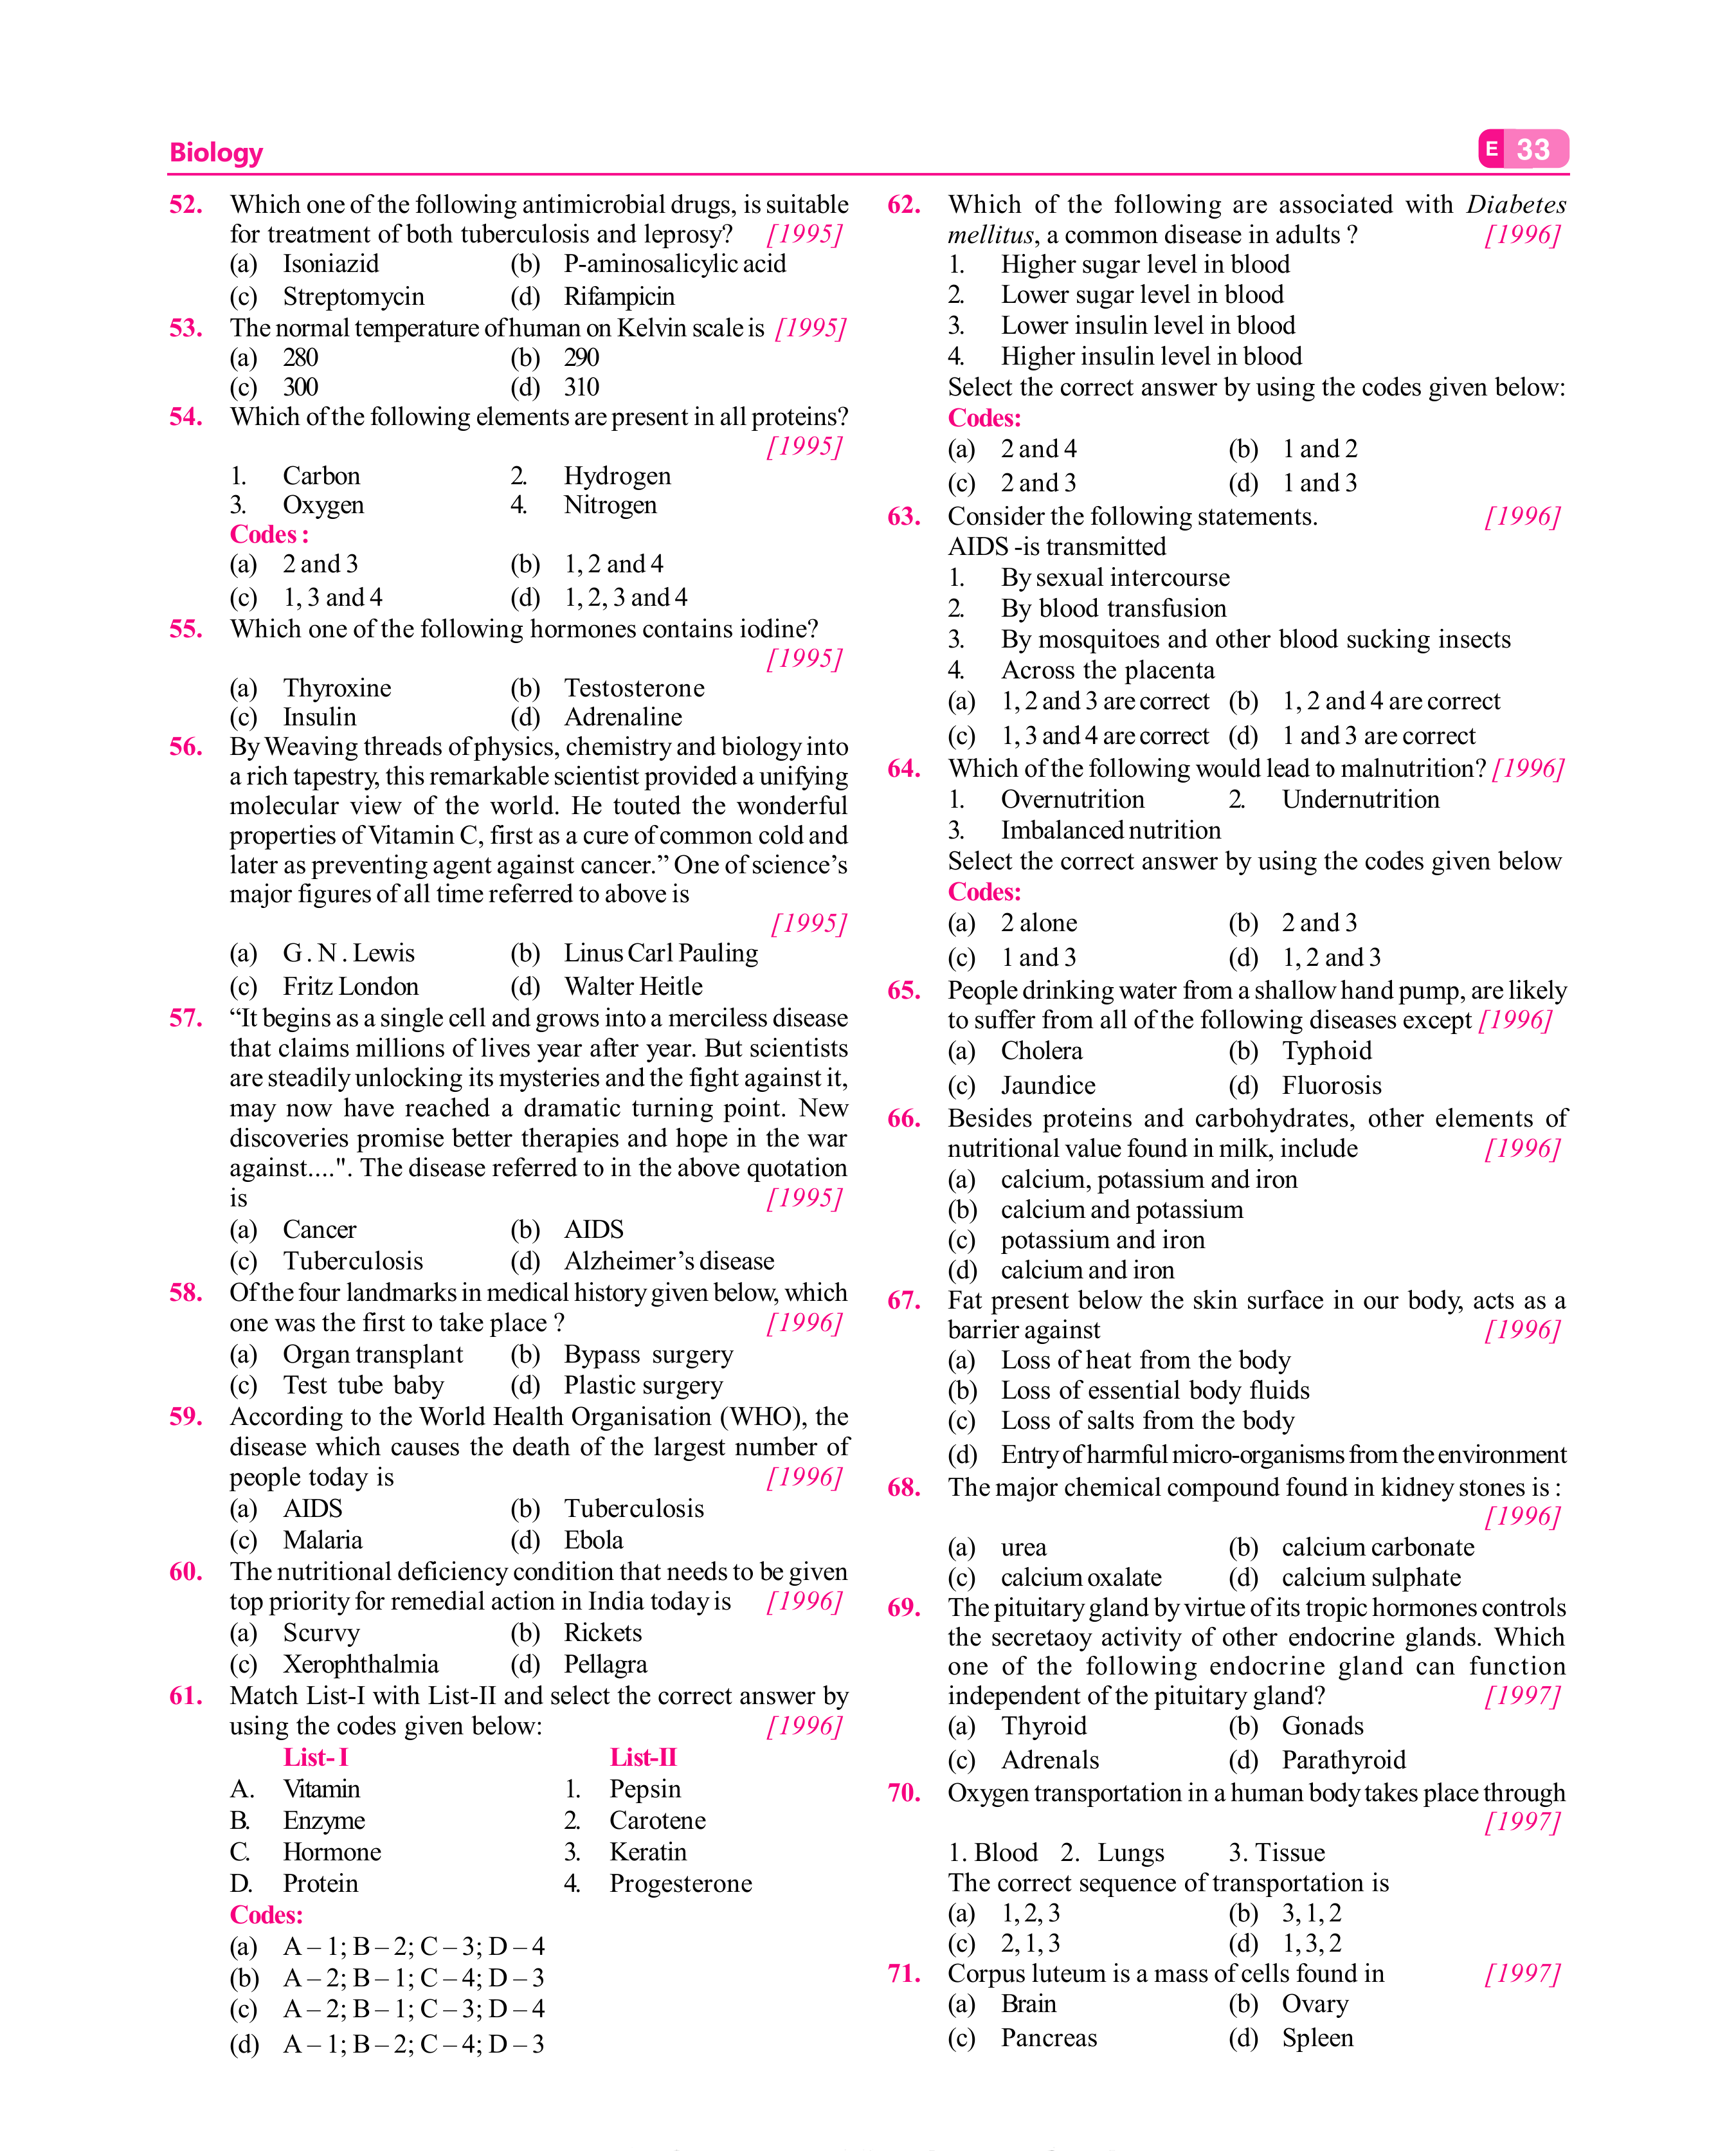 Biology
E 33
52. Which one of the following antimicrobial drugs, is suitable
for treatment of both tuberculosis and leprosy? [1995]
(a) Isoniazid (b) P-aminosalicylic acid
(c) Streptomycin (d) Rifampicin
53. The normal temperature of human on Kelvin scale is [1995]
(a) 280 (b) 290
(c) 300 (d) 310
54. Which of the following elements are present in all proteins?
[1995]
1. Carbon 2. Hydrogen
3. Oxygen 4. Nitrogen
Codes :
(a) 2 and 3 (b) 1, 2 and 4
(c) 1, 3 and 4 (d) 1, 2, 3 and 4
55. Which one of the following hormones contains iodine?
[1995]
(a) Thyroxine (b) Testosterone
(c) Insulin (d) Adrenaline
56. By Weaving threads of physics, chemistry and biology into
a rich tapestry, this remarkable scientist provided a unifying
molecular view of the world. He touted the wonderful
properties of Vitamin C, first as a cure of common cold and
later as preventing agent against cancer.” One of science’s
major figures of all time referred to above is
[1995]
(a) G . N . Lewis (b) Linus Carl Pauling
(c) Fritz London (d) Walter Heitle
57. “It begins as a single cell and grows into a merciless disease
that claims millions of lives year after year. But scientists
are steadily unlocking its mysteries and the fight against it,
may now have reached a dramatic turning point. New
discoveries promise better therapies and hope in the war
against....". The disease referred to in the above quotation
is [1995]
(a) Cancer (b) AIDS
(c) Tuberculosis (d) Alzheimer’s disease
58. Of the four landmarks in medical history given below, which
one was the first to take place ? [1996]
(a) Organ transplant (b) Bypass surgery
(c) Test tube baby (d) Plastic surgery
59. According to the World Health Organisation (WHO), the
disease which causes the death of the largest number of
people today is [1996]
(a) AIDS (b) Tuberculosis
(c) Malaria (d) Ebola
60. The nutritional deficiency condition that needs to be given
top priority for remedial action in India today is [1996]
(a) Scurvy (b) Rickets
(c) Xerophthalmia (d) Pellagra
61. Match List-I with List-II and select the correct answer by
using the codes given below: [1996]
List- I List-II
A. Vitamin 1. Pepsin
B. Enzyme 2. Carotene
C. Hormone 3. Keratin
D. Protein 4. Progesterone
Codes:
(a) A – 1; B – 2; C – 3; D – 4
(b) A – 2; B – 1; C – 4; D – 3
(c) A – 2; B – 1; C – 3; D – 4
(d) A – 1; B – 2; C – 4; D – 3
62. Which of the following are associated with Diabetes
mellitus, a common disease in adults ? [1996]
1. Higher sugar level in blood
2. Lower sugar level in blood
3. Lower insulin level in blood
4. Higher insulin level in blood
Select the correct answer by using the codes given below:
Codes:
(a) 2 and 4 (b) 1 and 2
(c) 2 and 3 (d) 1 and 3
63. Consider the following statements. [1996]
AIDS -is transmitted
1. By sexual intercourse
2. By blood transfusion
3. By mosquitoes and other blood sucking insects
4. Across the placenta
(a) 1, 2 and 3 are correct (b) 1, 2 and 4 are correct
(c) 1, 3 and 4 are correct (d) 1 and 3 are correct
64. Which of the following would lead to malnutrition? [1996]
1. Overnutrition 2. Undernutrition
3. Imbalanced nutrition
Select the correct answer by using the codes given below
Codes:
(a) 2 alone (b) 2 and 3
(c) 1 and 3 (d) 1, 2 and 3
65. People drinking water from a shallow hand pump, are likely
to suffer from all of the following diseases except [1996]
(a) Cholera (b) Typhoid
(c) Jaundice (d) Fluorosis
66. Besides proteins and carbohydrates, other elements of
nutritional value found in milk, include [1996]
(a) calcium, potassium and iron
(b) calcium and potassium
(c) potassium and iron
(d) calcium and iron
67. Fat present below the skin surface in our body, acts as a
barrier against [1996]
(a) Loss of heat from the body
(b) Loss of essential body fluids
(c) Loss of salts from the body
(d) Entry of harmful micro-organisms from the environment
68. The major chemical compound found in kidney stones is :
[1996]
(a) urea (b) calcium carbonate
(c) calcium oxalate (d) calcium sulphate
69. The pituitary gland by virtue of its tropic hormones controls
the secretaoy activity of other endocrine glands. Which
one of the following endocrine gland can function
independent of the pituitary gland? [1997]
(a) Thyroid (b) Gonads
(c) Adrenals (d) Parathyroid
70. Oxygen transportation in a human body takes place through
[1997]
1. Blood 2. Lungs 3. Tissue
The correct sequence of transportation is
(a) 1, 2, 3 (b) 3, 1, 2
(c) 2, 1, 3 (d) 1, 3, 2
71. Corpus luteum is a mass of cells found in [1997]
(a) Brain (b) Ovary
(c) Pancreas (d) Spleen